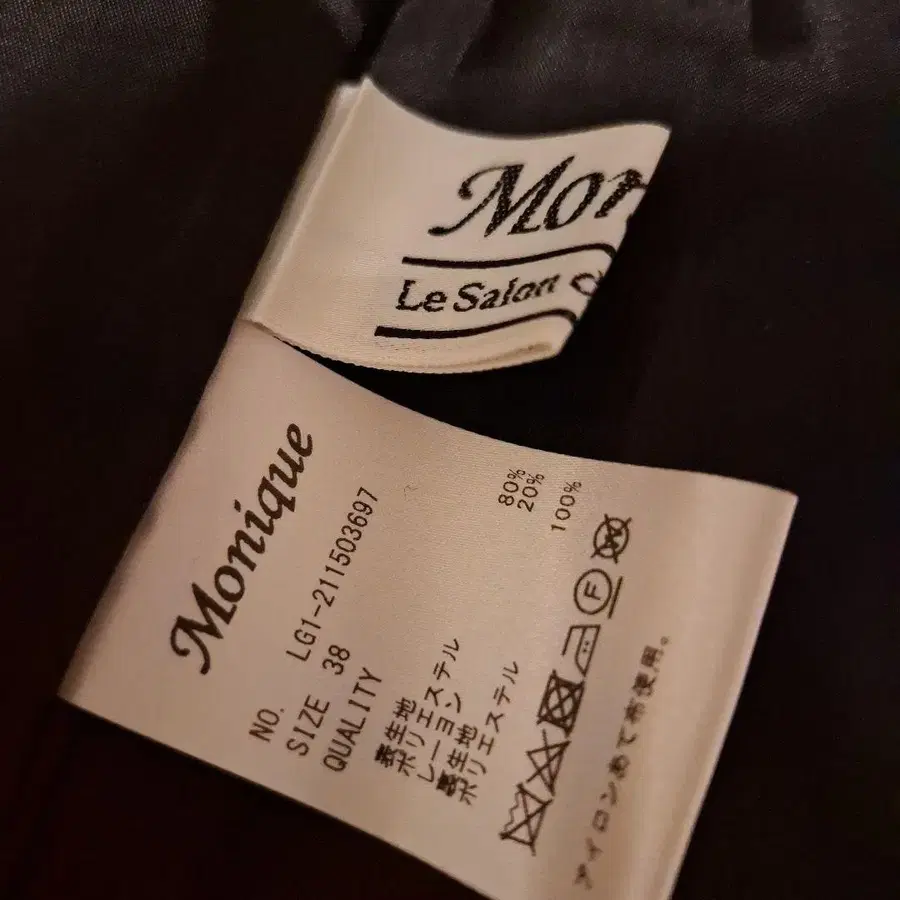 Mon
Le Salon
Monique
NO. LG1-211503697
SIZE 38
QUALITY
表生地
ポリエステル 80%
レーヨン 20%
裏生地
ポリエステル 100%
F
W
アイロンあて布使用。